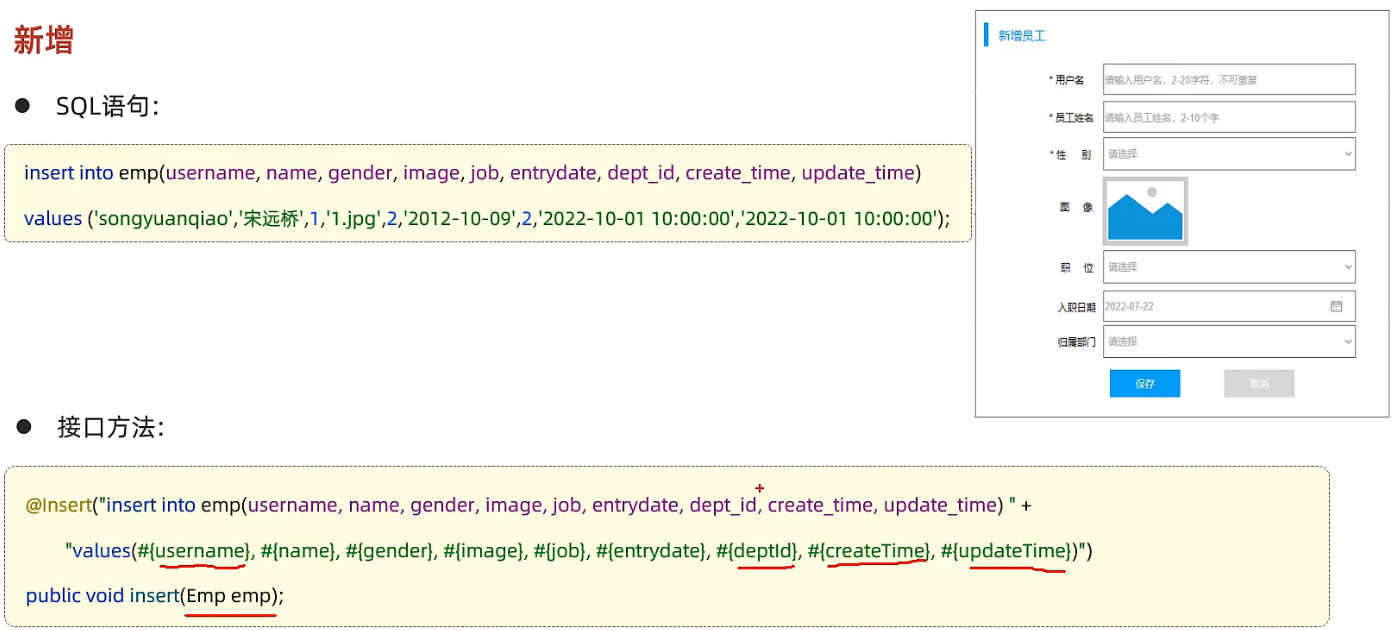 新增
● SQL语句：
insert into emp(username, name, gender, image, job, entrydate, dept_id, create_time, update_time)
values ('songyuanqiao','宋远桥',1,'1.jpg',2,'2012-10-09',2,'2022-10-01 10:00:00','2022-10-01 10:00:00');
新增员工
* 用户名 请输入用户名，2-20字符，不可重复
* 员工姓名 请输入员工姓名，2-10个字
* 性 别 请选择
图 像
职 位 请选择
入职日期 2022-07-22
归属部门 请选择
保存 取消
● 接口方法：
@Insert("insert into emp(username, name, gender, image, job, entrydate, dept_id, create_time, update_time) " +
"values(#{username}, #{name}, #{gender}, #{image}, #{job}, #{entrydate}, #{deptId}, #{createTime}, #{updateTime})")
public void insert(Emp emp);